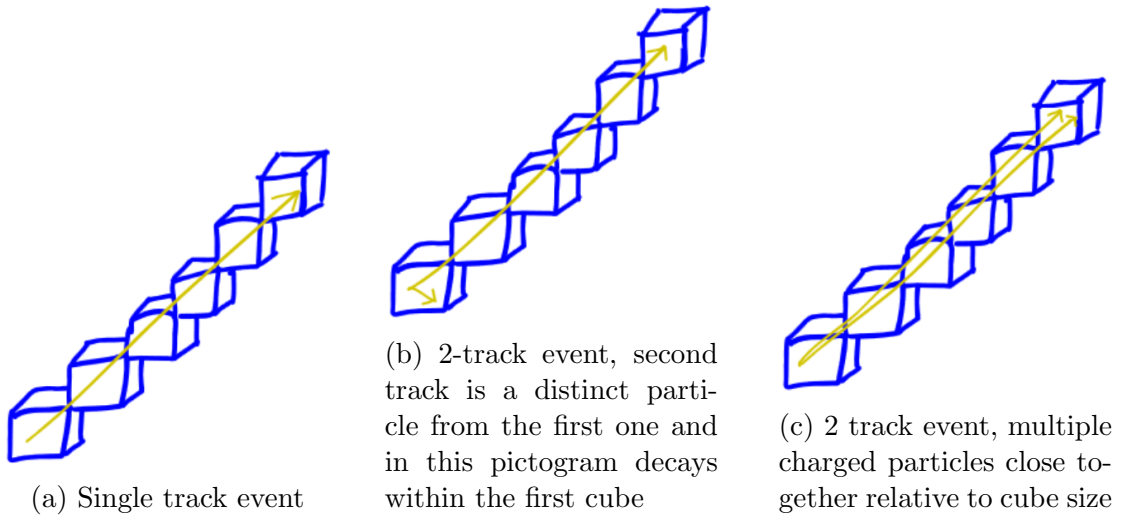 (a) Single track event
(b) 2-track event, second
track is a distinct parti-
cle from the first one and
in this pictogram decays
within the first cube
(c) 2 track event, multiple
charged particles close to-
gether relative to cube size